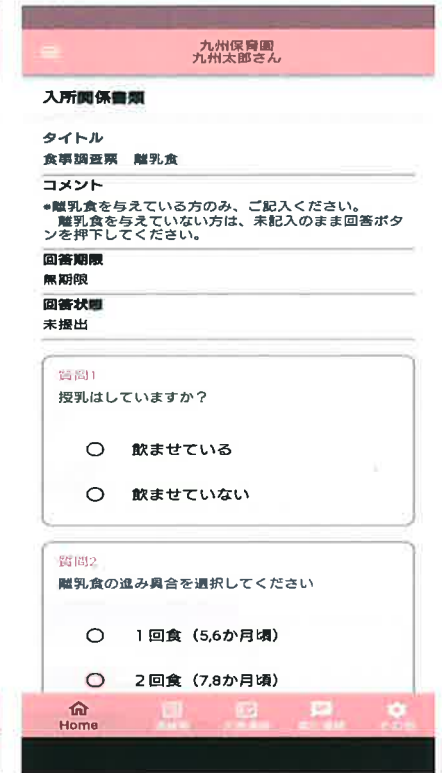 九州保育園
九州太郎さん
入所関係書類
タイトル
食事調査票　離乳食
コメント
*離乳食を与えている方のみ、ご記入ください。
離乳食を与えていない方は、未記入のまま回答ボタ
ンを押下してください。
回答期限
無期限
回答状態
未提出
質問1
授乳はしていますか？
飲ませている
飲ませていない
質問2
離乳食の進み具合を選択してください
1回食（5,6か月頃）
2回食（7,8か月頃）
Home
その他